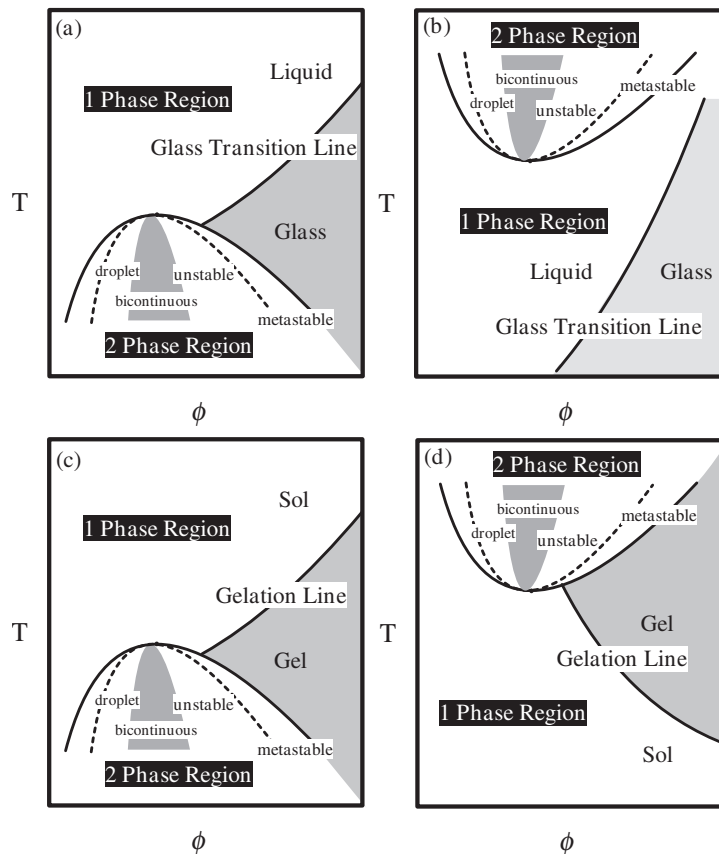 (a)
Liquid
1 Phase Region
Glass Transition Line
Glass
droplet
unstable
bicontinuous
metastable
2 Phase Region
T
ϕ
(b)
2 Phase Region
bicontinuous
metastable
droplet
unstable
1 Phase Region
Liquid
Glass
Glass Transition Line
ϕ
(c)
Sol
1 Phase Region
Gelation Line
Gel
droplet
unstable
bicontinuous
metastable
2 Phase Region
T
ϕ
(d)
2 Phase Region
bicontinuous
metastable
droplet
unstable
T
Gel
Gelation Line
1 Phase Region
Sol
ϕ